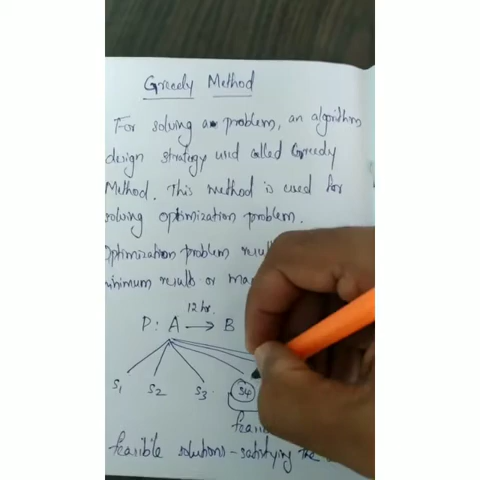 Greedy Method
For solving a problem, an algorithm
design strategy used called Greedy
Method. This method is used for
solving optimization problem.
Optimization problem results
minimum results or
12 hr.
P: A → B
S1 S2 S3 S4
feasible solutions - satisfying the